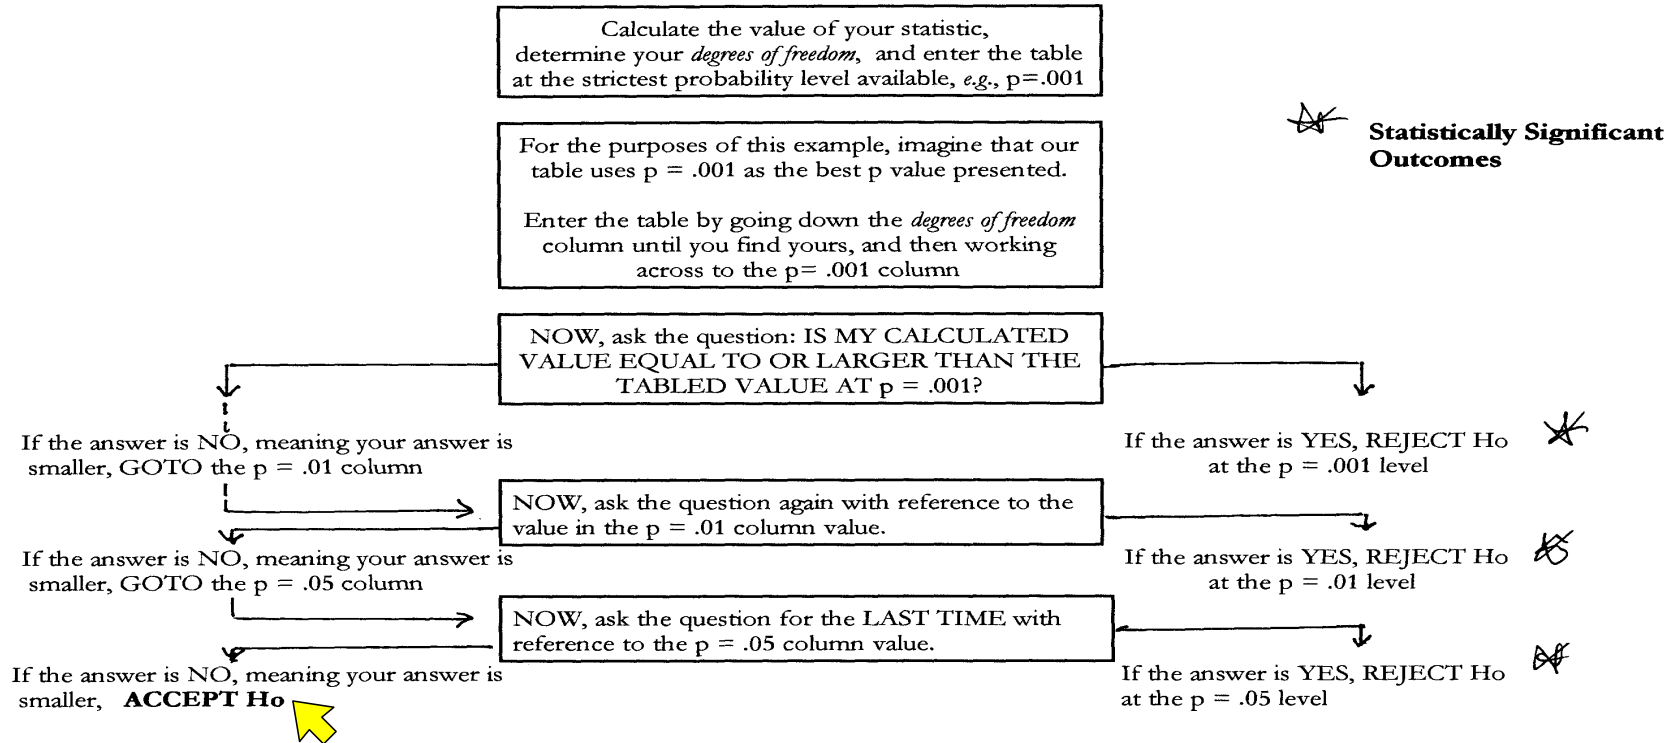 Calculate the value of your statistic,
determine your degrees of freedom, and enter the table
at the strictest probability level available, e.g., p=.001
Statistically Significant
Outcomes
For the purposes of this example, imagine that our
table uses p = .001 as the best p value presented.
Enter the table by going down the degrees of freedom
column until you find yours, and then working
across to the p= .001 column
NOW, ask the question: IS MY CALCULATED
VALUE EQUAL TO OR LARGER THAN THE
TABLED VALUE AT p = .001?
If the answer is NO, meaning your answer is
smaller, GOTO the p = .01 column
If the answer is YES, REJECT Ho
at the p = .001 level
NOW, ask the question again with reference to the
value in the p = .01 column value.
If the answer is NO, meaning your answer is
smaller, GOTO the p = .05 column
If the answer is YES, REJECT Ho
at the p = .01 level
NOW, ask the question for the LAST TIME with
reference to the p = .05 column value.
If the answer is NO, meaning your answer is
smaller, ACCEPT Ho
If the answer is YES, REJECT Ho
at the p = .05 level